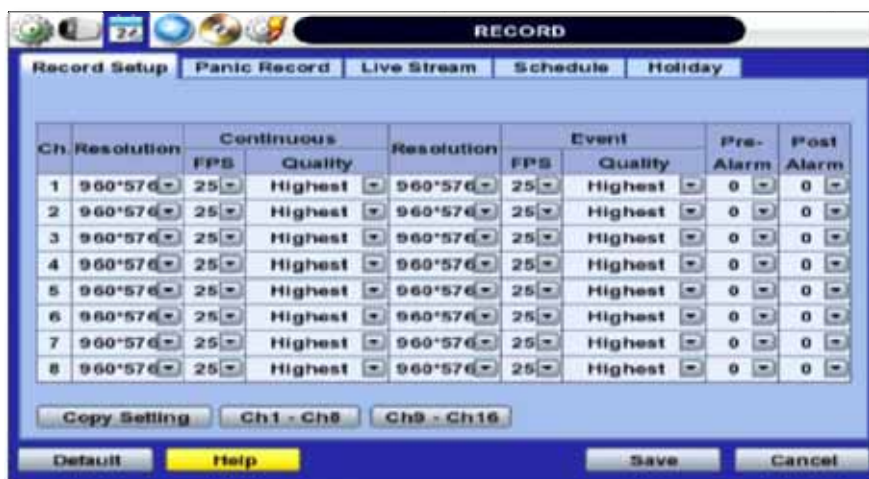 RECORD
Record Setup Panic Record Live Stream Schedule Holiday
Ch. Resolution Continuous Resolution Event Pre- Post
FPS Quality FPS Quality Alarm Alarm
1 960*576 25 Highest 960*576 25 Highest 0 0
2 960*576 25 Highest 960*576 25 Highest 0 0
3 960*576 25 Highest 960*576 25 Highest 0 0
4 960*576 25 Highest 960*576 25 Highest 0 0
5 960*576 25 Highest 960*576 25 Highest 0 0
6 960*576 25 Highest 960*576 25 Highest 0 0
7 960*576 25 Highest 960*576 25 Highest 0 0
8 960*576 25 Highest 960*576 25 Highest 0 0
Copy Setting Ch1 - Ch8 Ch9 - Ch16
Default Help Save Cancel